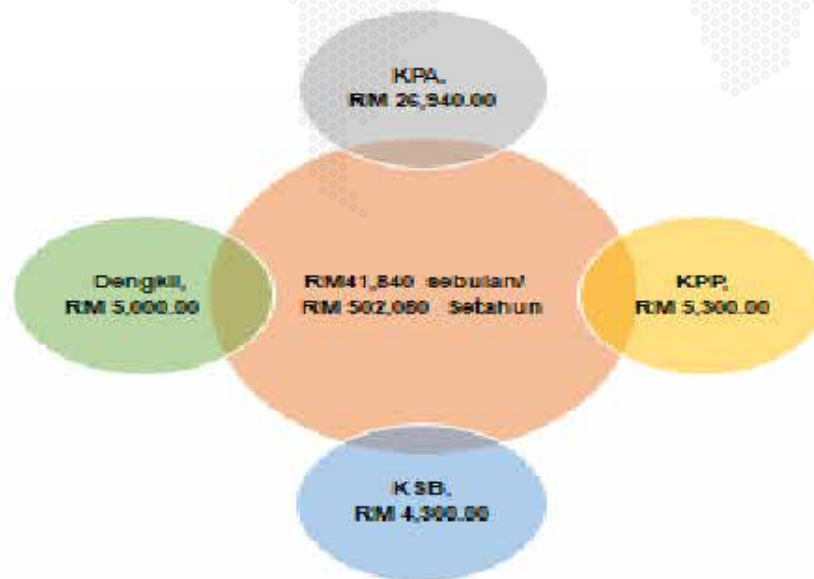 KPA,
RM 26,940.00
Dengkil,
RM 5,000.00
RM41,840 sebulan/
RM 502,080 Setahun
KPP,
RM 5,300.00
KSB,
RM 4,300.00